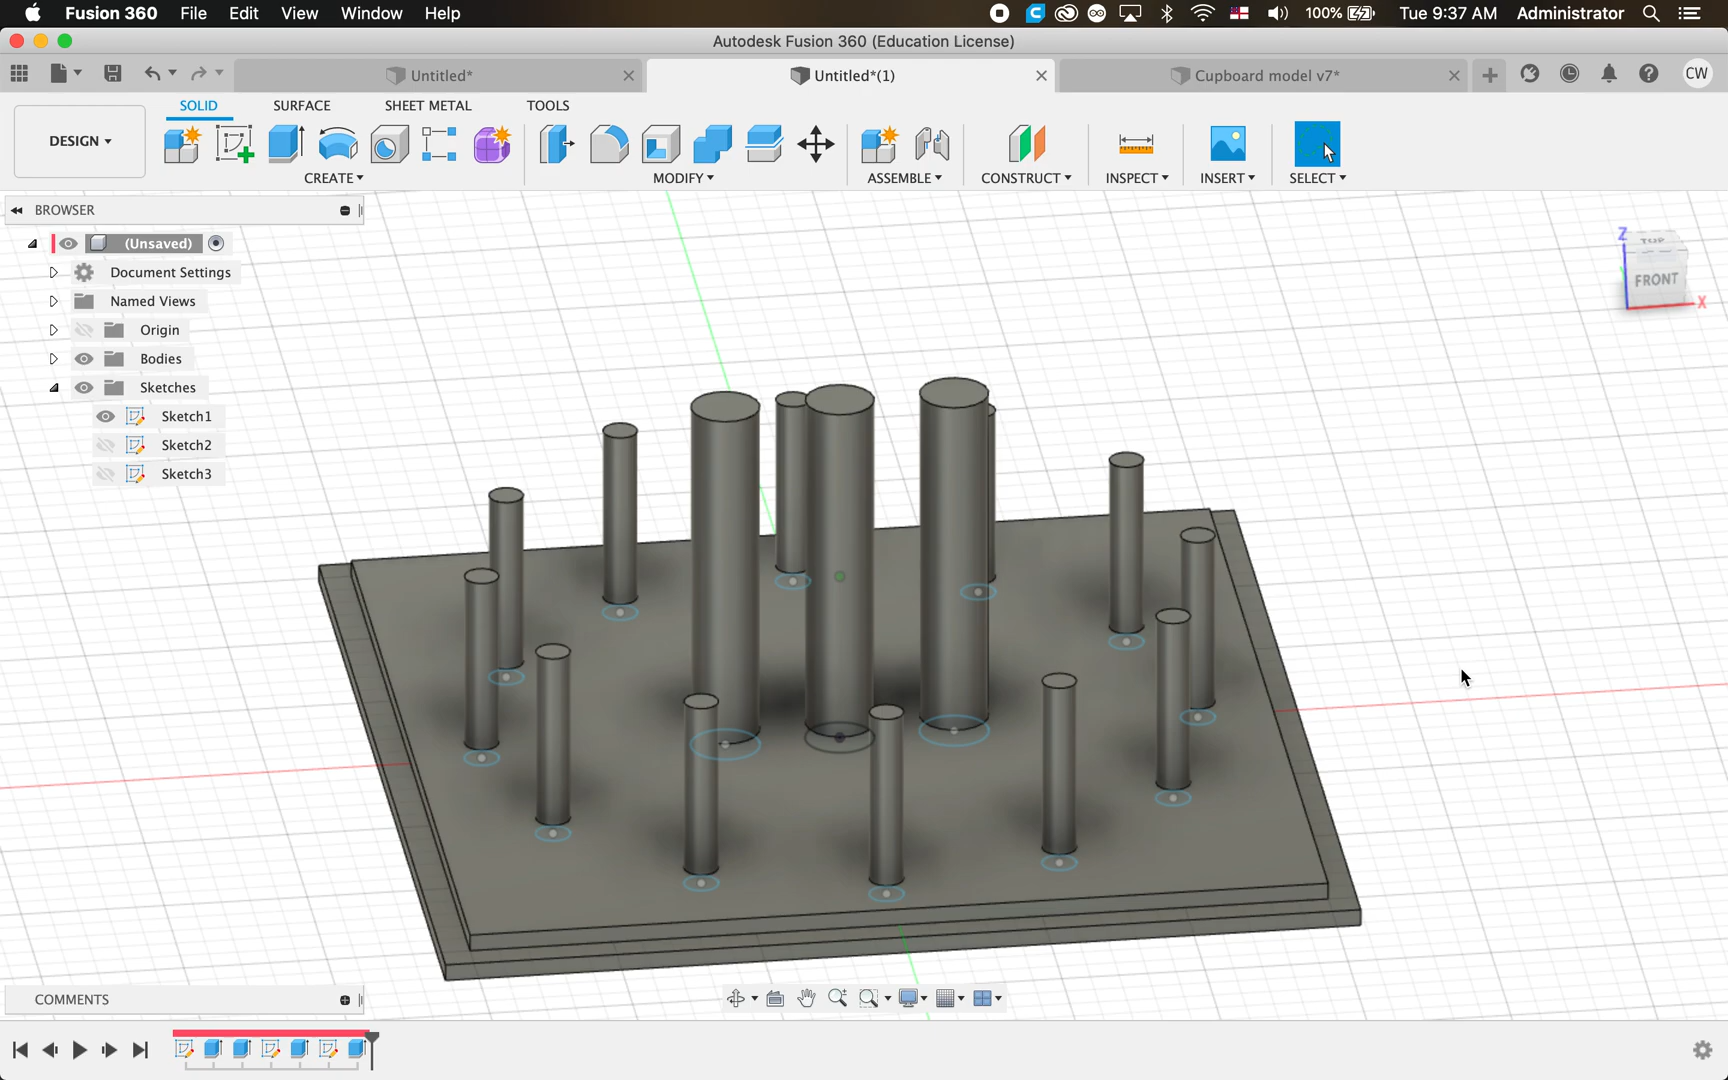 Fusion 360 File Edit View Window Help 100% Tue 9:37 AM Administrator
Autodesk Fusion 360 (Education License)
Untitled* Untitled*(1) Cupboard model v7* CW
SOLID SURFACE SHEET METAL TOOLS
DESIGN
CREATE MODIFY ASSEMBLE CONSTRUCT INSPECT INSERT SELECT
BROWSER
(Unsaved)
Document Settings
Named Views
Origin
Bodies
Sketches
Sketch1
Sketch2
Sketch3
Z
TOP
FRONT
X
COMMENTS